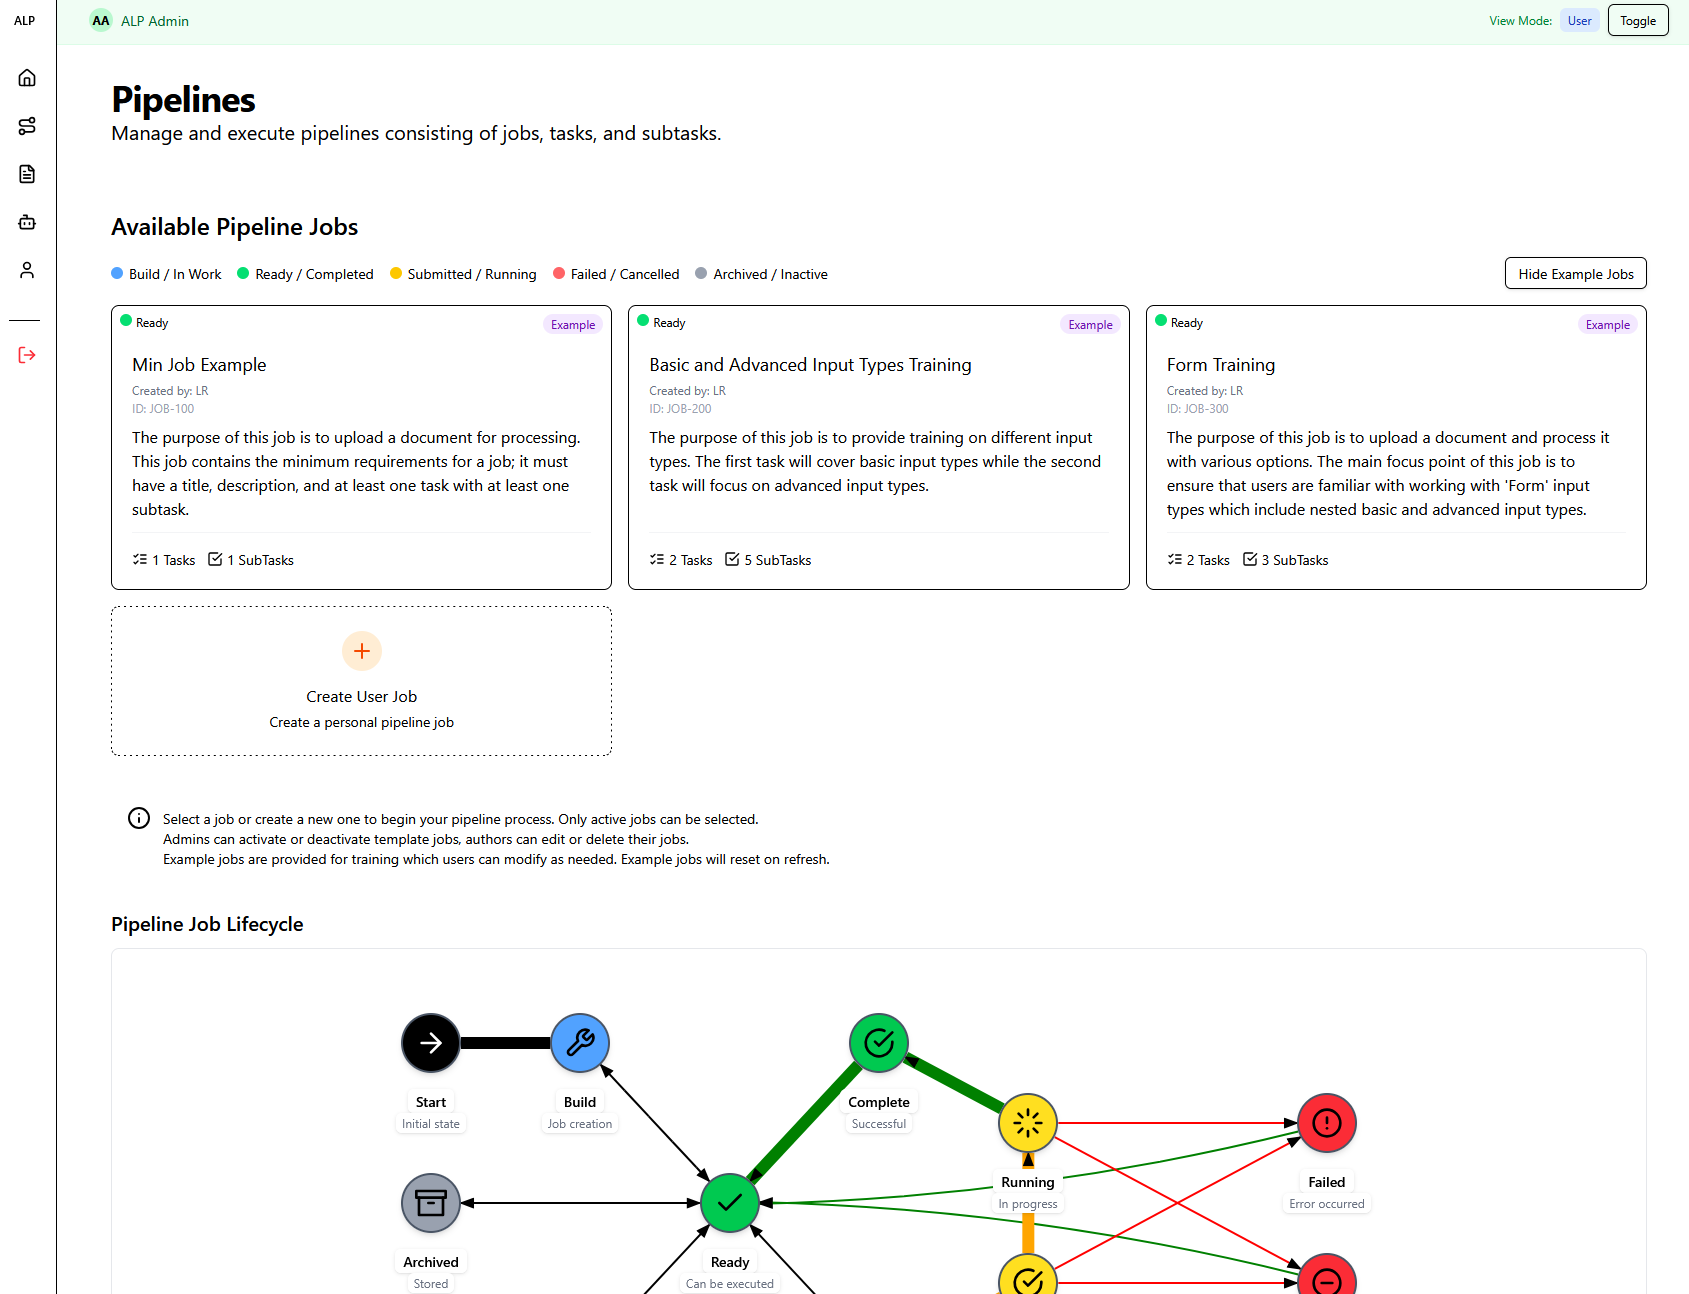 ALP
AA ALP Admin
View Mode: User Toggle
Pipelines
Manage and execute pipelines consisting of jobs, tasks, and subtasks.
Available Pipeline Jobs
Build / In Work Ready / Completed Submitted / Running Failed / Cancelled Archived / Inactive
Hide Example Jobs
Ready Example
Min Job Example
Created by: LR
ID: JOB-100
The purpose of this job is to upload a document for processing.
This job contains the minimum requirements for a job; it must
have a title, description, and at least one task with at least one
subtask.
1 Tasks 1 SubTasks
Ready Example
Basic and Advanced Input Types Training
Created by: LR
ID: JOB-200
The purpose of this job is to provide training on different input
types. The first task will cover basic input types while the second
task will focus on advanced input types.
2 Tasks 5 SubTasks
Ready Example
Form Training
Created by: LR
ID: JOB-300
The purpose of this job is to upload a document and process it
with various options. The main focus point of this job is to
ensure that users are familiar with working with 'Form' input
types which include nested basic and advanced input types.
2 Tasks 3 SubTasks
Create User Job
Create a personal pipeline job
Select a job or create a new one to begin your pipeline process. Only active jobs can be selected.
Admins can activate or deactivate template jobs, authors can edit or delete their jobs.
Example jobs are provided for training which users can modify as needed. Example jobs will reset on refresh.
Pipeline Job Lifecycle
Start
Initial state
Build
Job creation
Complete
Successful
Running
In progress
Failed
Error occurred
Archived
Stored
Ready
Can be executed